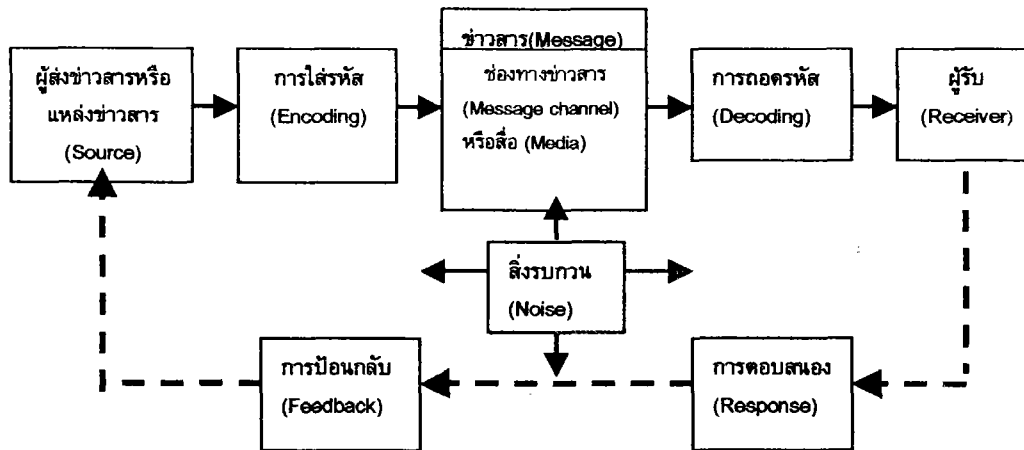 ผู้ส่งข่าวสารหรือ
แหล่งข่าวสาร
(Source)
การใส่รหัส
(Encoding)
ข่าวสาร(Message)
ช่องทางข่าวสาร
(Message channel)
หรือสื่อ (Media)
การถอดรหัส
(Decoding)
ผู้รับ
(Receiver)
สิ่งรบกวน
(Noise)
การป้อนกลับ
(Feedback)
การตอบสนอง
(Response)